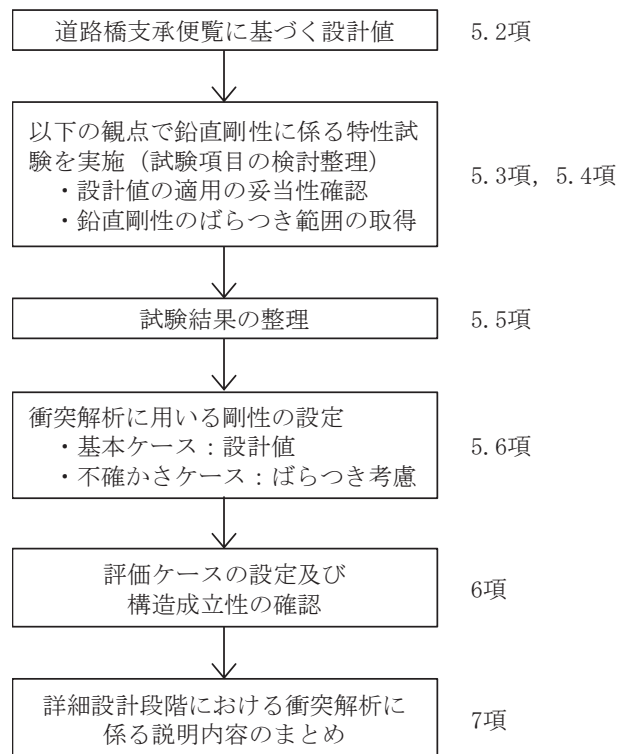 道路橋支承便覧に基づく設計値
5.2項
以下の観点で鉛直剛性に係る特性試
験を実施（試験項目の検討整理）
・設計値の適用の妥当性確認
・鉛直剛性のばらつき範囲の取得
5.3項, 5.4項
試験結果の整理
5.5項
衝突解析に用いる剛性の設定
・基本ケース：設計値
・不確かさケース：ばらつき考慮
5.6項
評価ケースの設定及び
構造成立性の確認
6項
詳細設計段階における衝突解析に
係る説明内容のまとめ
7項